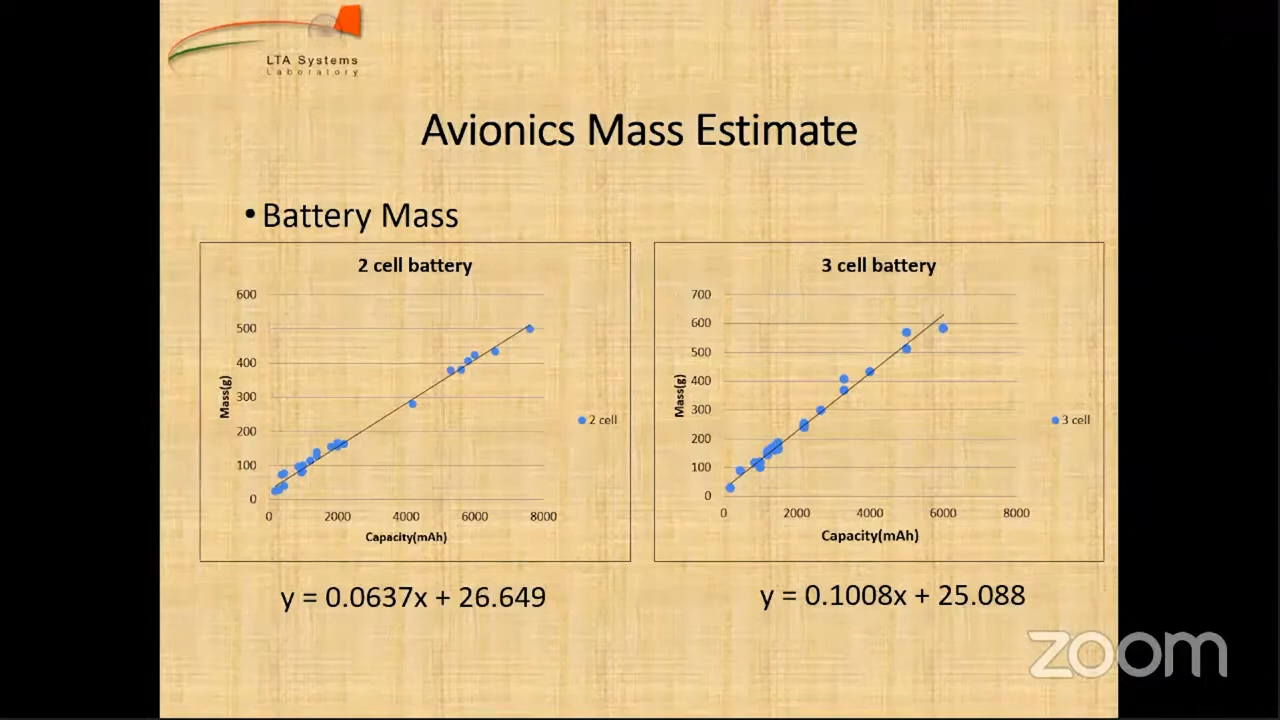 LTA Systems
Laboratory
Avionics Mass Estimate
• Battery Mass
2 cell battery
600
500
400
300
200
100
0
Mass(g)
0 2000 4000 6000 8000
Capacity(mAh)
2 cell
3 cell battery
700
600
500
400
300
200
100
0
Mass(g)
0 2000 4000 6000 8000
Capacity(mAh)
3 cell
y = 0.0637x + 26.649
y = 0.1008x + 25.088
zoom